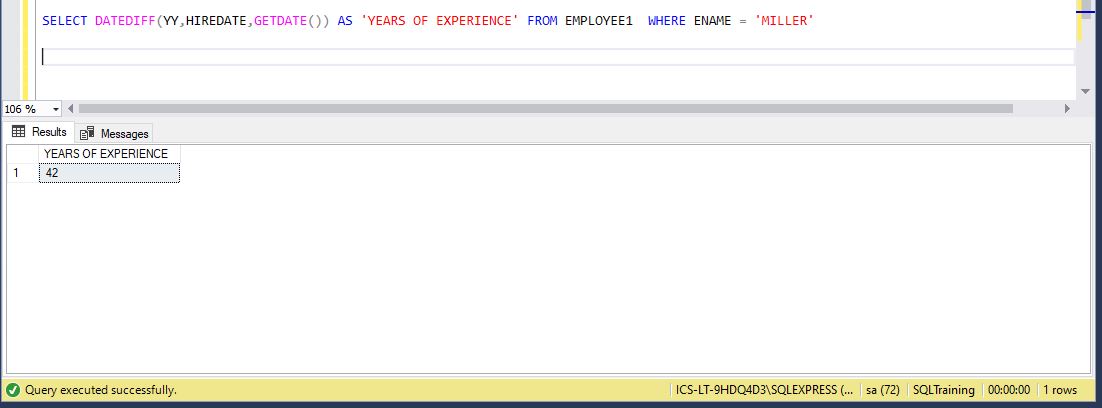 SELECT DATEDIFF(YY,HIREDATE,GETDATE()) AS 'YEARS OF EXPERIENCE' FROM EMPLOYEE1  WHERE ENAME = 'MILLER'
106 %
Results Messages
YEARS OF EXPERIENCE
1 42
Query executed successfully. ICS-LT-9HDQ4D3\SQLEXPRESS (... sa (72) SQLTraining 00:00:00 1 rows